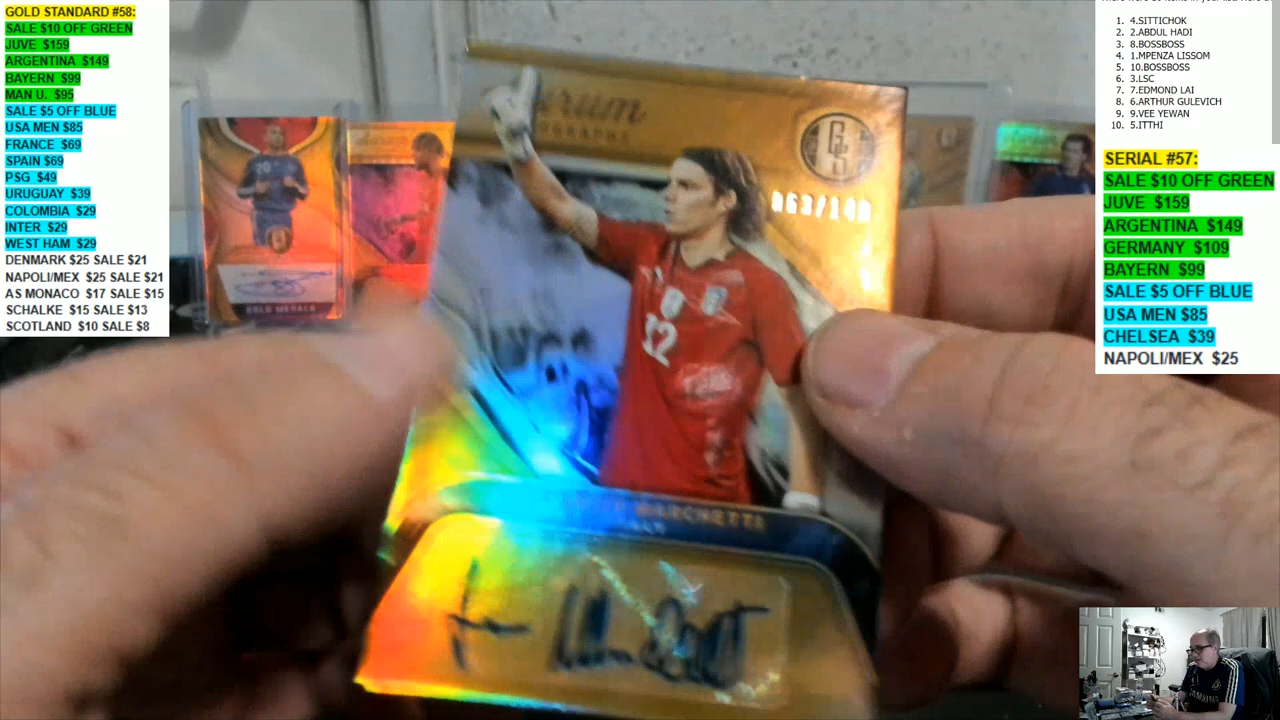 GOLD STANDARD #58:
SALE $10 OFF GREEN
JUVE $159
ARGENTINA $149
BAYERN $99
MAN U. $95
SALE $5 OFF BLUE
USA MEN $85
FRANCE $69
SPAIN $69
PSG $49
URUGUAY $39
COLOMBIA $29
INTER $29
WEST HAM $29
DENMARK $25 SALE $21
NAPOLI/MEX $25 SALE $21
AS MONACO $17 SALE $15
SCHALKE $15 SALE $13
SCOTLAND $10 SALE $8
1. 4.SITTICHOK
2. 2.ABDUL HADI
3. 8.BOSSBOSS
4. 1.MPENZA LISSOM
5. 10.BOSSBOSS
6. 3.LSC
7. 7.EDMOND LAI
8. 6.ARTHUR GULEVICH
9. 9.VEE YEWAN
10. 5.ITTHI
SERIAL #57:
SALE $10 OFF GREEN
JUVE $159
ARGENTINA $149
GERMANY $109
BAYERN $99
SALE $5 OFF BLUE
USA MEN $85
CHELSEA $39
NAPOLI/MEX $25
GS
12
MARCHETTI